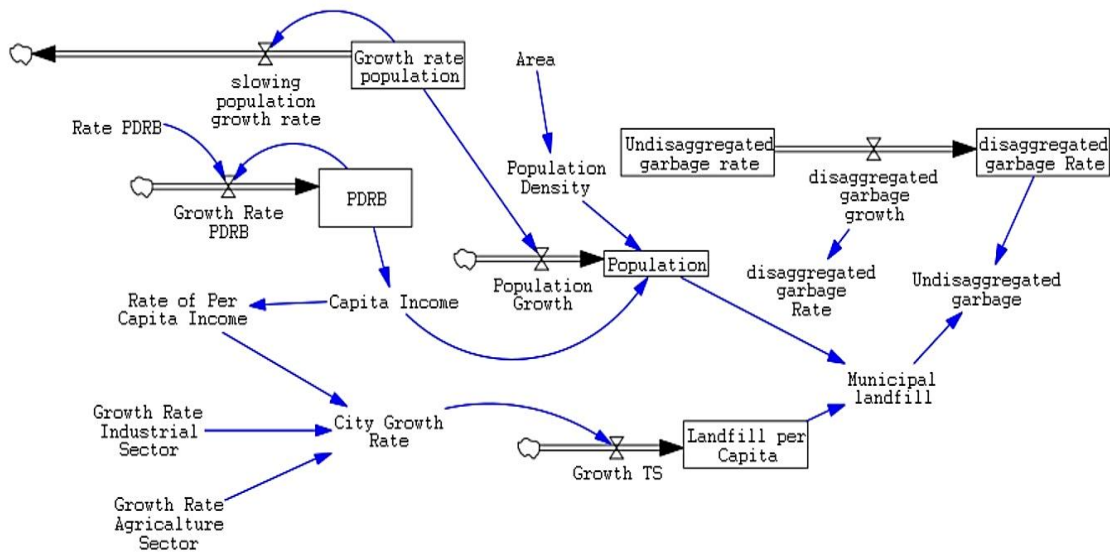 Growth rate
population
slowing
population
growth rate
Area
Rate PDRB
Undisaggregated
garbage rate
disaggregated
garbage Rate
Population
Density
disaggregated
garbage
growth
PDRB
Growth Rate
PDRB
Population
Population
Growth
disaggregated
garbage
Rate
Undisaggregated
garbage
Rate of Per
Capita Income
Capita Income
Municipal
landfill
Growth Rate
Industrial
Sector
City Growth
Rate
Landfill per
Capita
Growth TS
Growth Rate
Agricalture
Sector